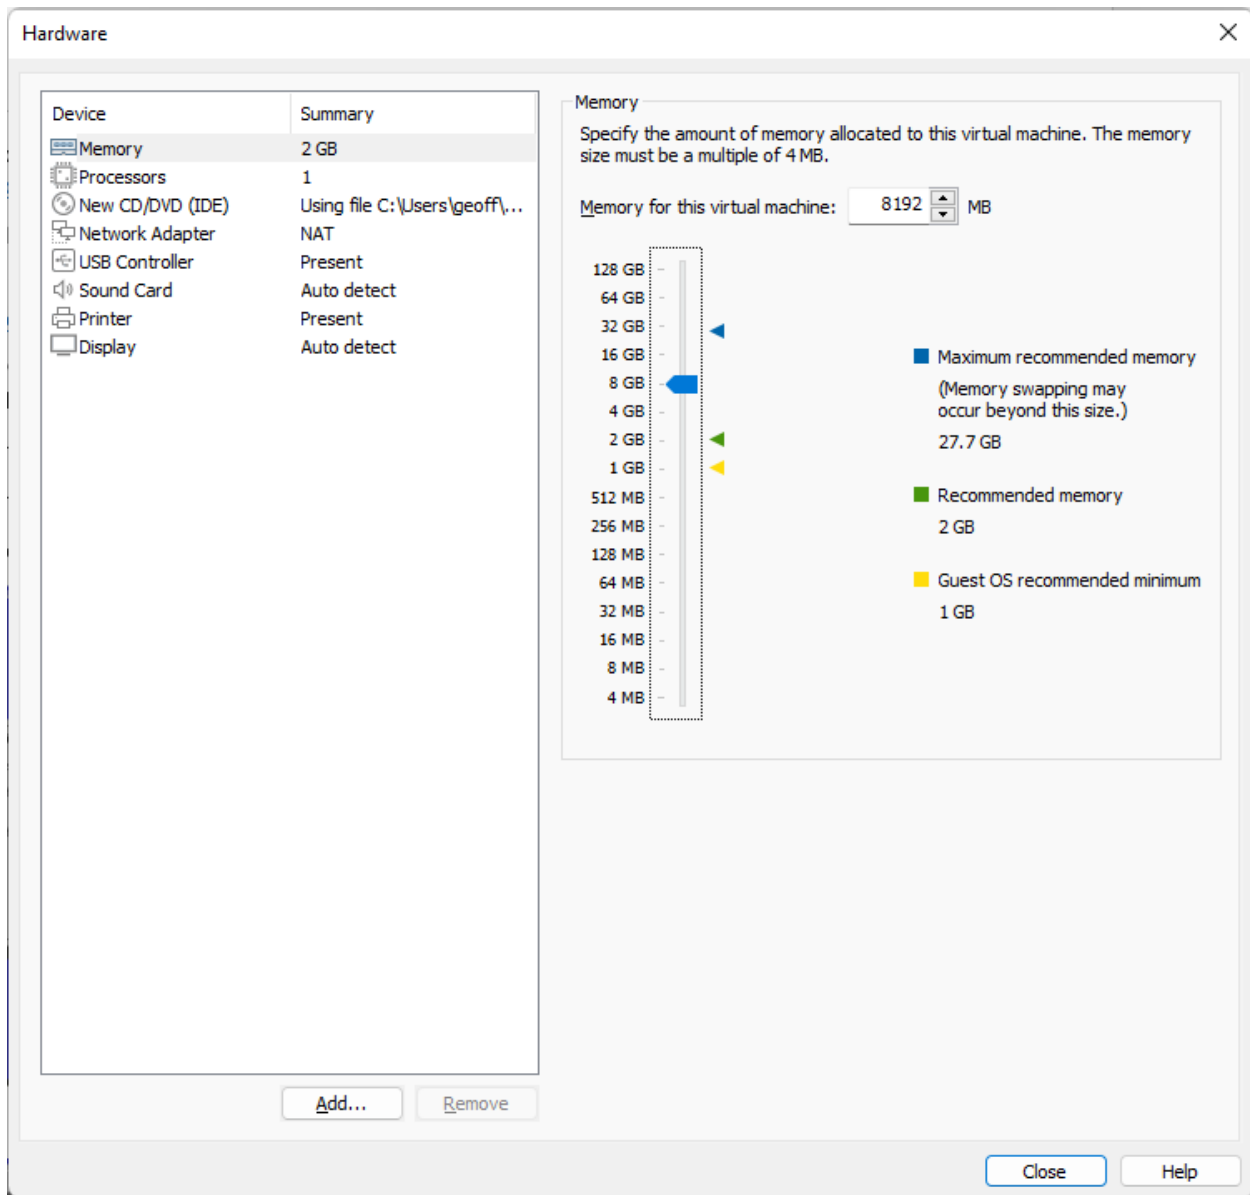 Hardware
Device Summary
Memory 2 GB
Processors 1
New CD/DVD (IDE) Using file C:\Users\geoff\...
Network Adapter NAT
USB Controller Present
Sound Card Auto detect
Printer Present
Display Auto detect
Add...
Remove
Memory
Specify the amount of memory allocated to this virtual machine. The memory
size must be a multiple of 4 MB.
Memory for this virtual machine: 8192 MB
128 GB
64 GB
32 GB
16 GB
8 GB
4 GB
2 GB
1 GB
512 MB
256 MB
128 MB
64 MB
32 MB
16 MB
8 MB
4 MB
Maximum recommended memory
(Memory swapping may
occur beyond this size.)
27.7 GB
Recommended memory
2 GB
Guest OS recommended minimum
1 GB
Close
Help